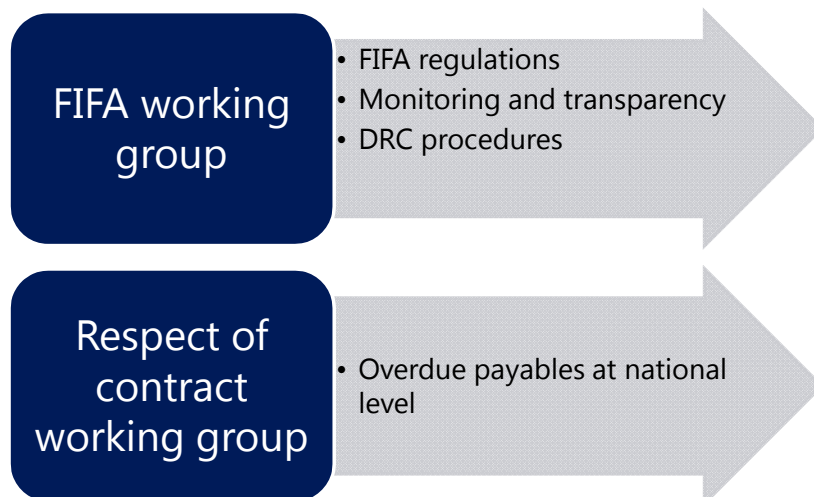 FIFA working
group
• FIFA regulations
• Monitoring and transparency
• DRC procedures
Respect of
contract
working group
• Overdue payables at national
level